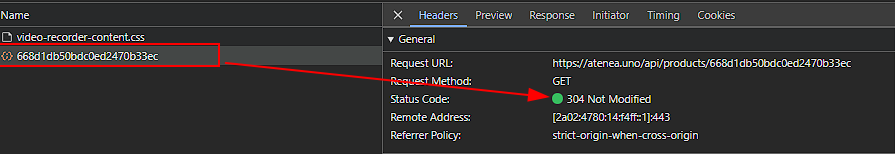 Name
Headers Preview Response Initiator Timing Cookies
video-recorder-content.css
General
668d1db50bdc0ed2470b33ec
Request URL: https://atenea.uno/api/products/668d1db50bdc0ed2470b33ec
Request Method: GET
Status Code: 304 Not Modified
Remote Address: [2a02:4780:14:f4ff::1]:443
Referrer Policy: strict-origin-when-cross-origin